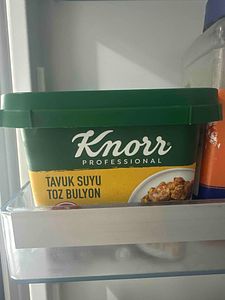 Knorr
PROFESSIONAL
TAVUK SUYU
TOZ BULYON